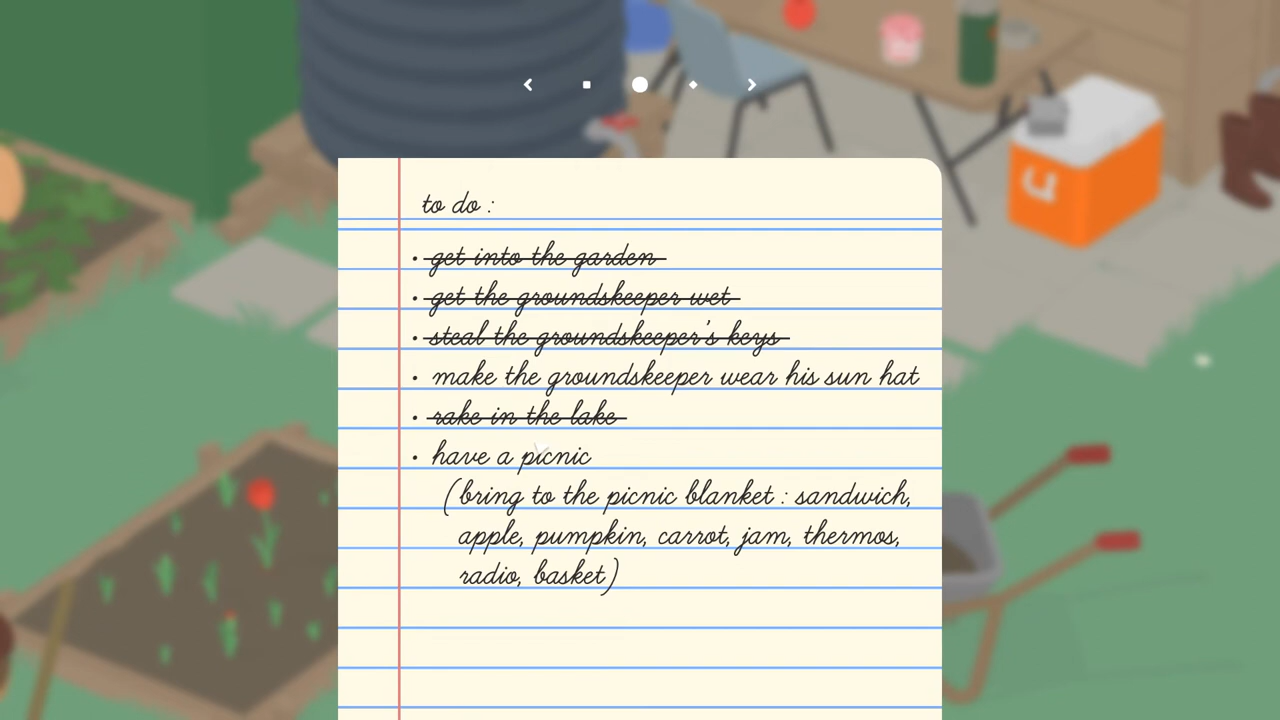 to do :
• get into the garden
• get the groundskeeper wet
• steal the groundskeeper's keys
• make the groundskeeper wear his sun hat
• rake in the lake
• have a picnic
(bring to the picnic blanket : sandwich,
apple, pumpkin, carrot, jam, thermos,
radio, basket)